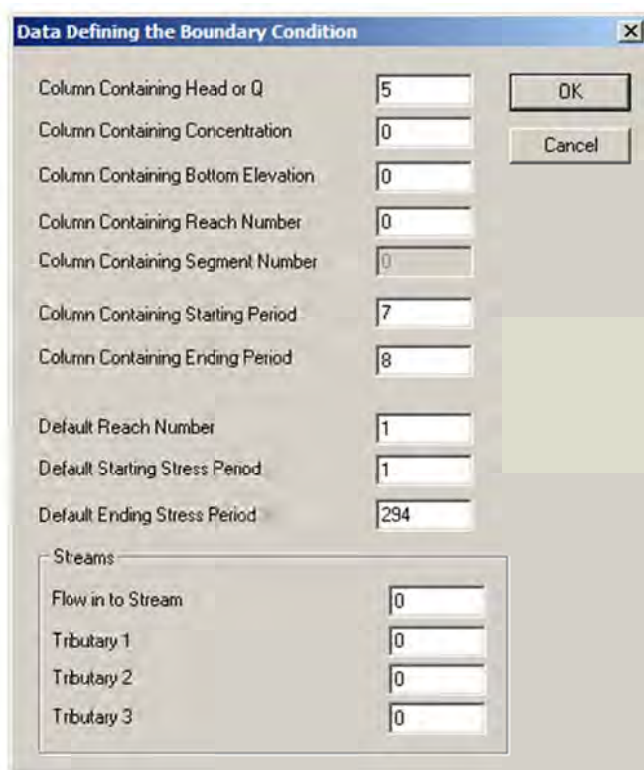 Data Defining the Boundary Condition
Column Containing Head or Q 5
OK
Column Containing Concentration 0
Cancel
Column Containing Bottom Elevation 0
Column Containing Reach Number 0
Column Containing Segment Number 0
Column Containing Starting Period 7
Column Containing Ending Period 8
Default Reach Number 1
Default Starting Stress Period 1
Default Ending Stress Period 294
Streams
Flow in to Stream 0
Tributary 1 0
Tributary 2 0
Tributary 3 0